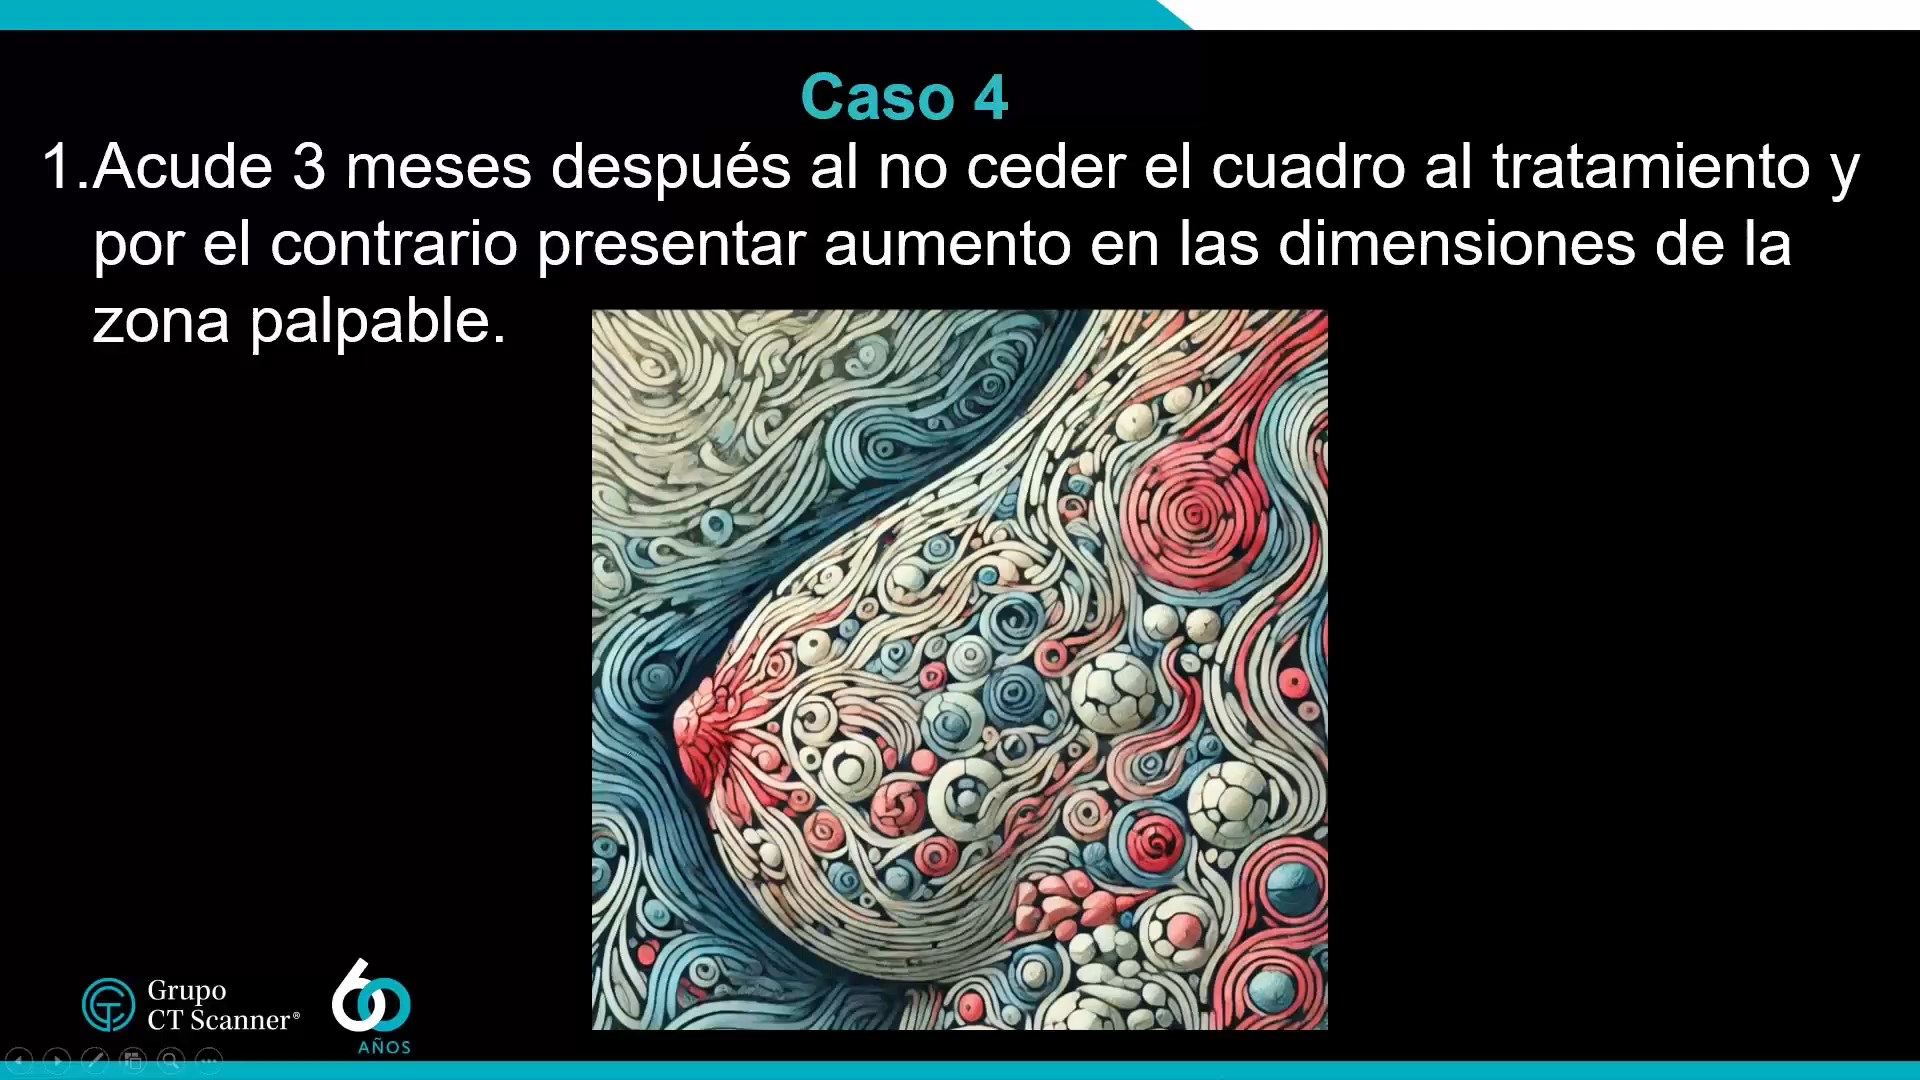 Caso 4
1.Acude 3 meses después al no ceder el cuadro al tratamiento y
por el contrario presentar aumento en las dimensiones de la
zona palpable.
Grupo
CT Scanner®
60
AÑOS